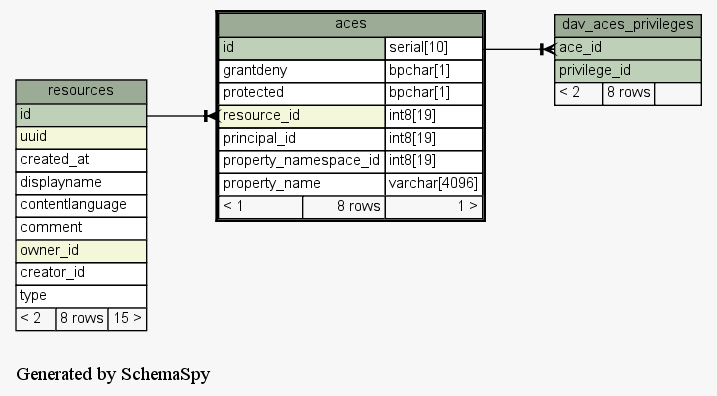 resources
id
uuid
created_at
displayname
contentlanguage
comment
owner_id
creator_id
type
< 2 8 rows 15 >
aces
id serial[10]
grantdeny bpchar[1]
protected bpchar[1]
resource_id int8[19]
principal_id int8[19]
property_namespace_id int8[19]
property_name varchar[4096]
< 1 8 rows 1 >
dav_aces_privileges
ace_id
privilege_id
< 2 8 rows
Generated by SchemaSpy